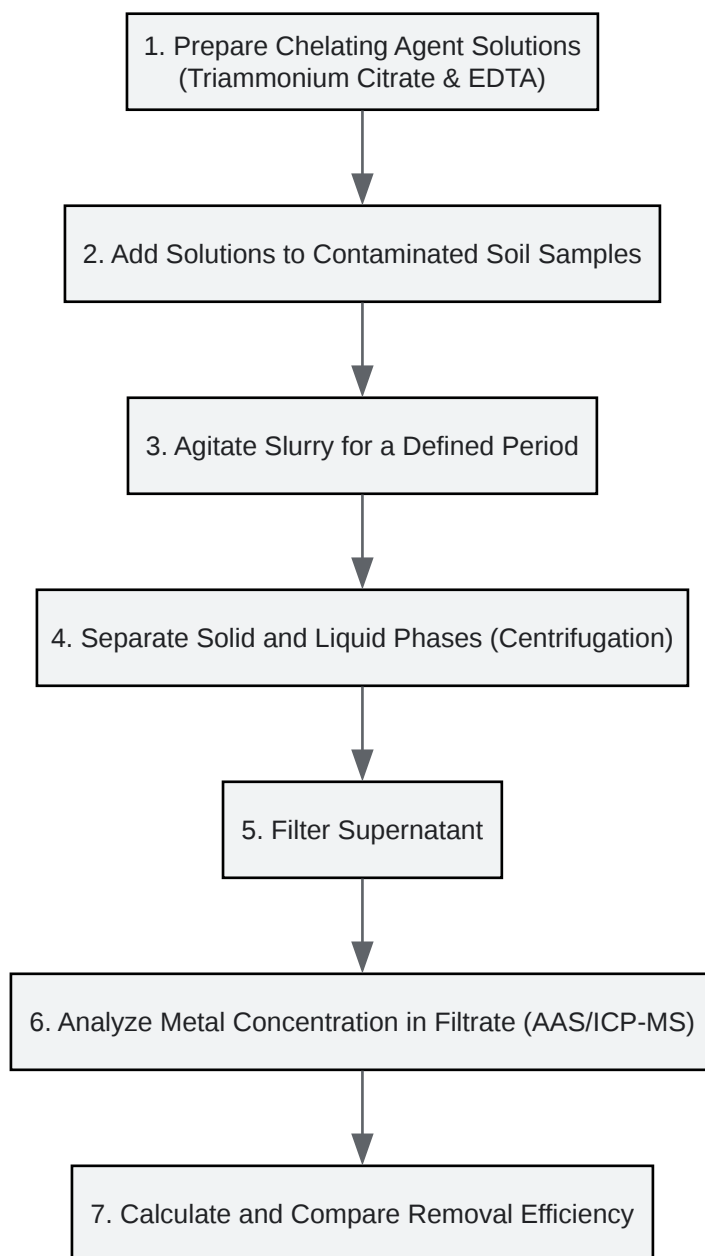 1. Prepare Chelating Agent Solutions
(Triammonium Citrate & EDTA)
2. Add Solutions to Contaminated Soil Samples
3. Agitate Slurry for a Defined Period
4. Separate Solid and Liquid Phases (Centrifugation)
5. Filter Supernatant
6. Analyze Metal Concentration in Filtrate (AAS/ICP-MS)
7. Calculate and Compare Removal Efficiency